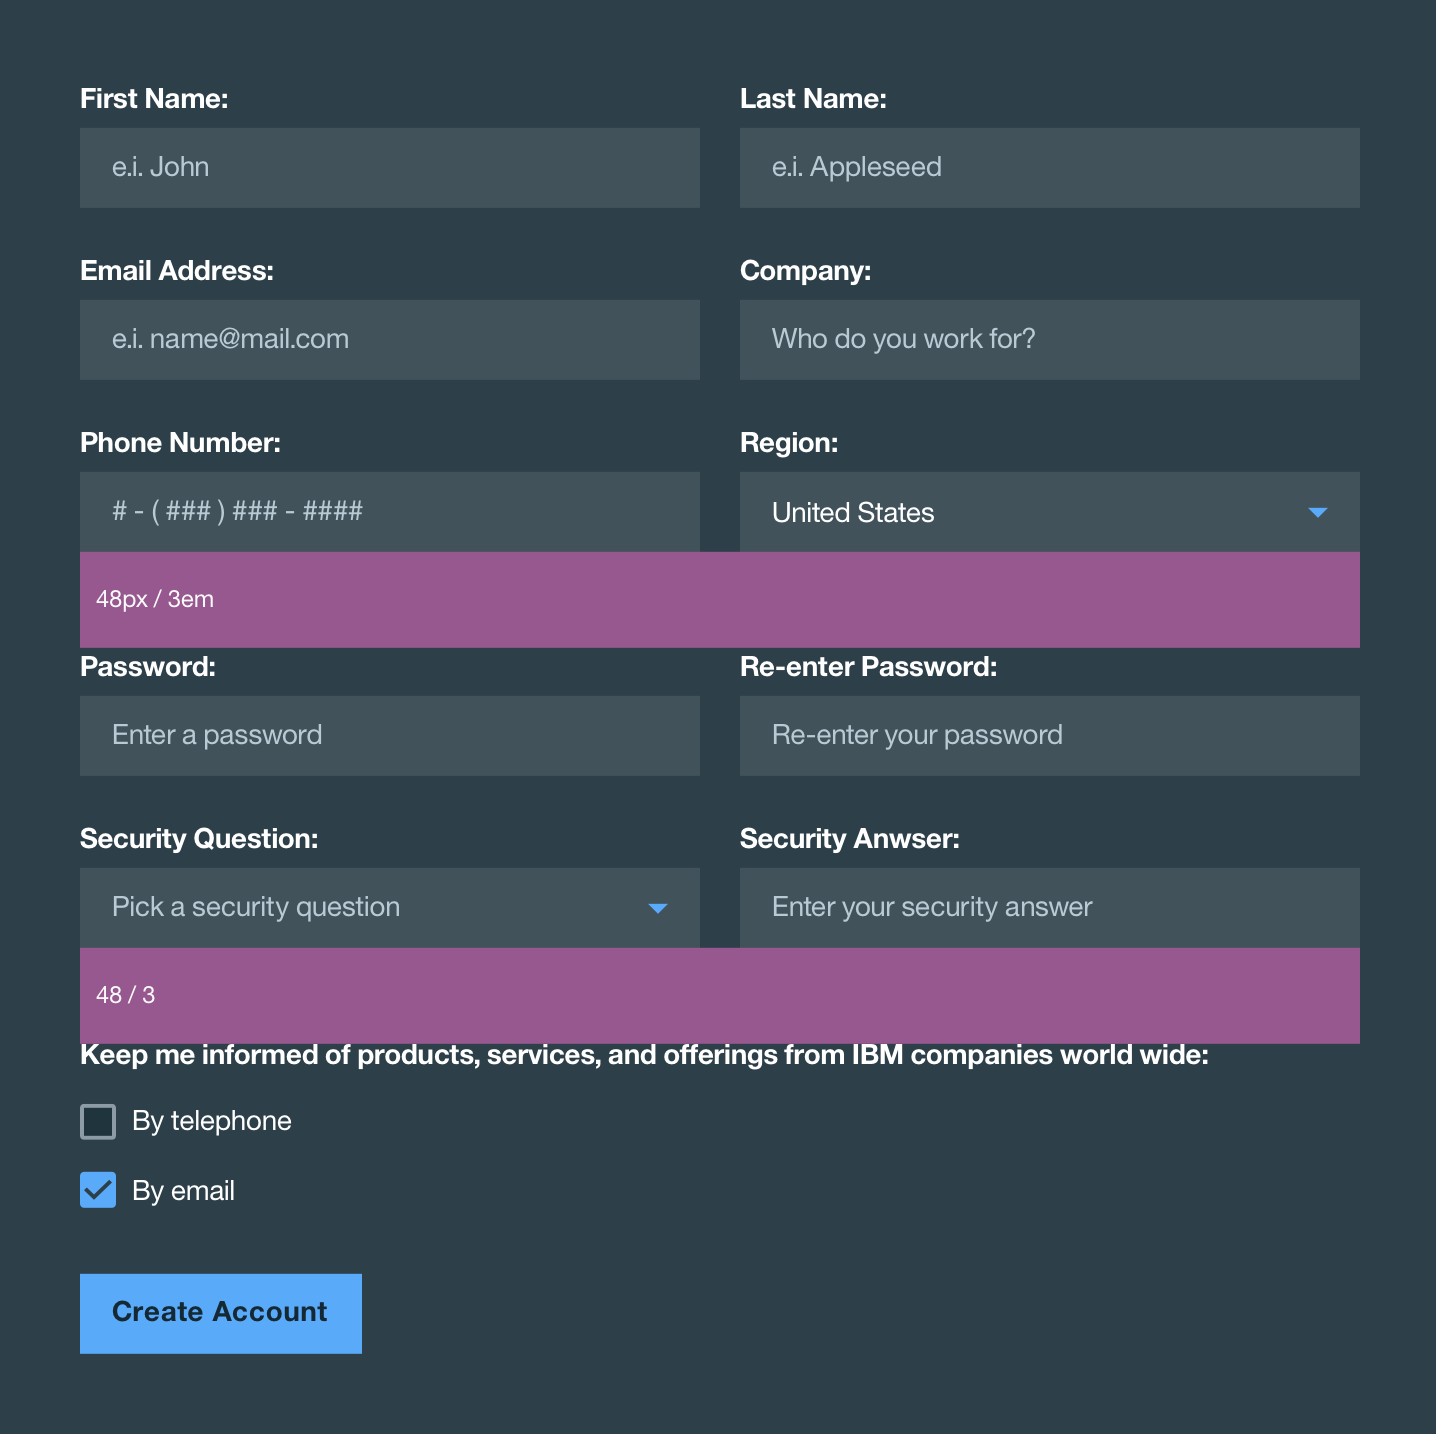 First Name: Last Name:
e.i. John e.i. Appleseed
Email Address: Company:
e.i. name@mail.com Who do you work for?
Phone Number: Region:
# - ( ### ) ### - #### United States
48px / 3em
Password: Re-enter Password:
Enter a password Re-enter your password
Security Question: Security Anwser:
Pick a security question Enter your security answer
48 / 3
Keep me informed of products, services, and offerings from IBM companies world wide:
By telephone
By email
Create Account